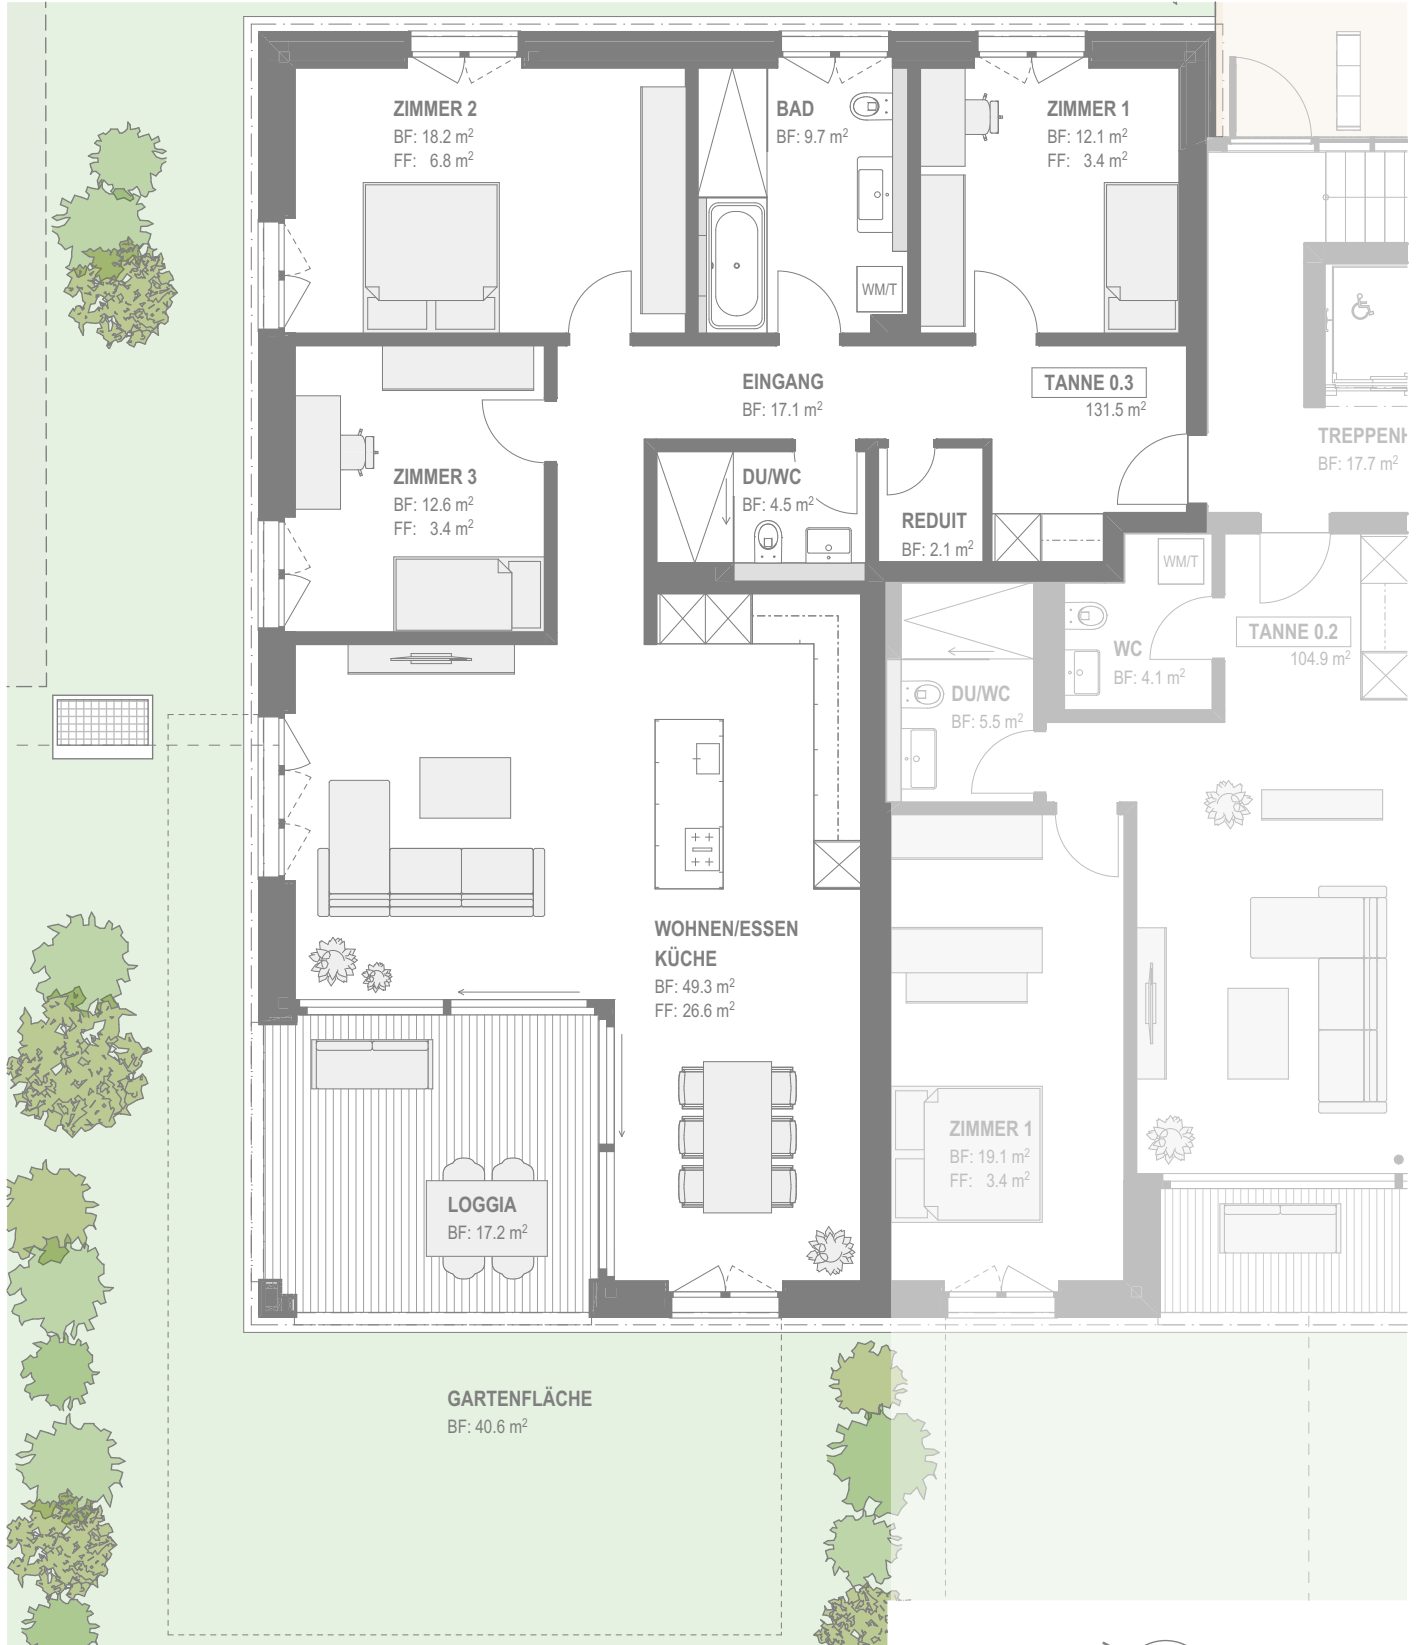 ZIMMER 2
BF: 18.2 m²
FF: 6.8 m²
BAD
BF: 9.7 m²
WM/T
ZIMMER 1
BF: 12.1 m²
FF: 3.4 m²
EINGANG
BF: 17.1 m²
TANNE 0.3
131.5 m²
TREPPENH
BF: 17.7 m²
ZIMMER 3
BF: 12.6 m²
FF: 3.4 m²
DU/WC
BF: 4.5 m²
REDUIT
BF: 2.1 m²
WM/T
TANNE 0.2
104.9 m²
WC
BF: 4.1 m²
DU/WC
BF: 5.5 m²
WOHNEN/ESSEN
KÜCHE
BF: 49.3 m²
FF: 26.6 m²
ZIMMER 1
BF: 19.1 m²
FF: 3.4 m²
LOGGIA
BF: 17.2 m²
GARTENFLÄCHE
BF: 40.6 m²